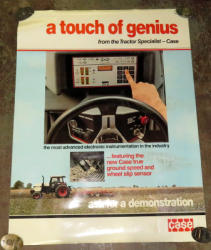 a touch of genius
from the Tractor Specialist – Case
the most advanced electronic instrumentation in the industry
...featuring the
new Case true
ground speed and
wheel slip sensor
ask for a demonstration
CASE